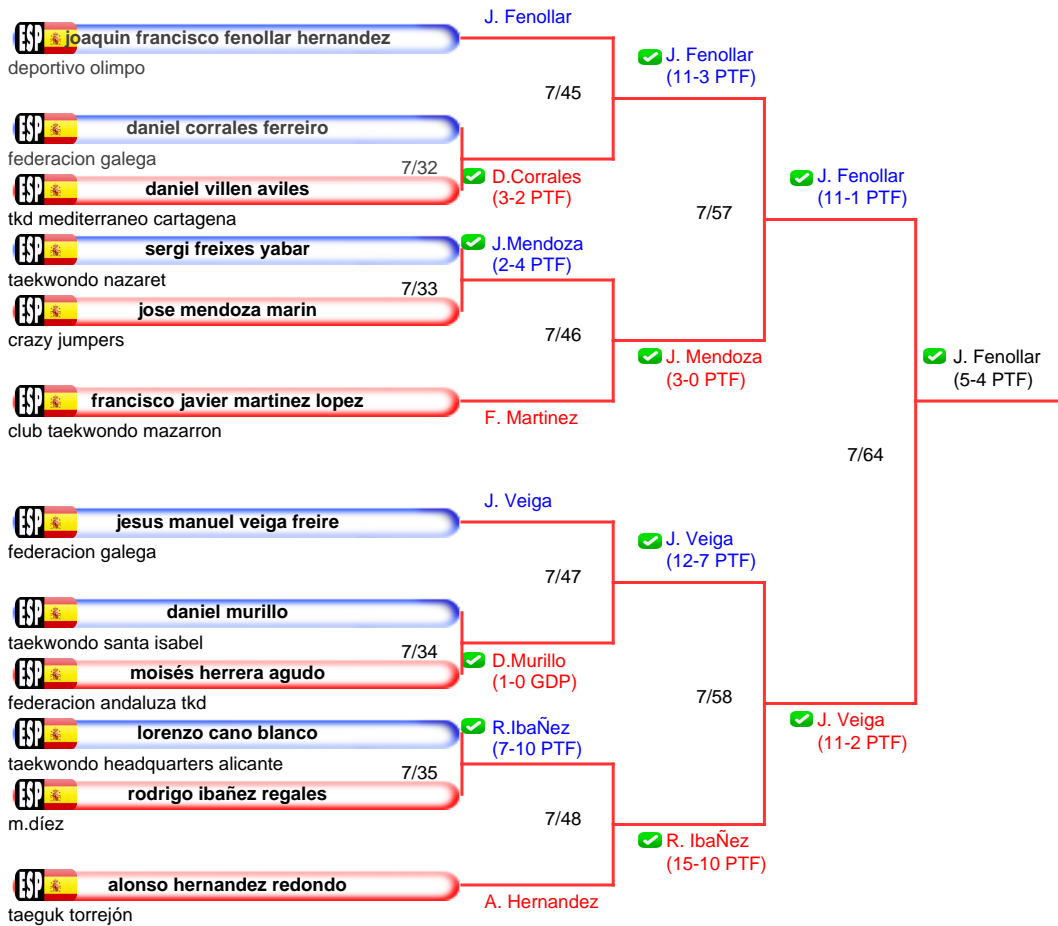 J. Fenollar
ESP joaquin francisco fenollar hernandez
deportivo olimpo
J. Fenollar
(11-3 PTF)
7/45
ESP daniel corrales ferreiro
federacion galega
7/32
ESP daniel villen aviles
D.Corrales
(3-2 PTF)
tkd mediterraneo cartagena
J. Fenollar
(11-1 PTF)
7/57
ESP sergi freixes yabar
J.Mendoza
(2-4 PTF)
taekwondo nazaret
7/33
ESP jose mendoza marin
crazy jumpers
7/46
J. Mendoza
(3-0 PTF)
J. Fenollar
(5-4 PTF)
ESP francisco javier martinez lopez
F. Martinez
club taekwondo mazarron
7/64
J. Veiga
ESP jesus manuel veiga freire
federacion galega
J. Veiga
(12-7 PTF)
7/47
ESP daniel murillo
taekwondo santa isabel
7/34
ESP moisés herrera agudo
D.Murillo
(1-0 GDP)
federacion andaluza tkd
7/58
J. Veiga
(11-2 PTF)
ESP lorenzo cano blanco
R.IbaÑez
(7-10 PTF)
taekwondo headquarters alicante
7/35
ESP rodrigo ibañez regales
m.díez
7/48
R. IbaÑez
(15-10 PTF)
ESP alonso hernandez redondo
A. Hernandez
taeguk torrejón